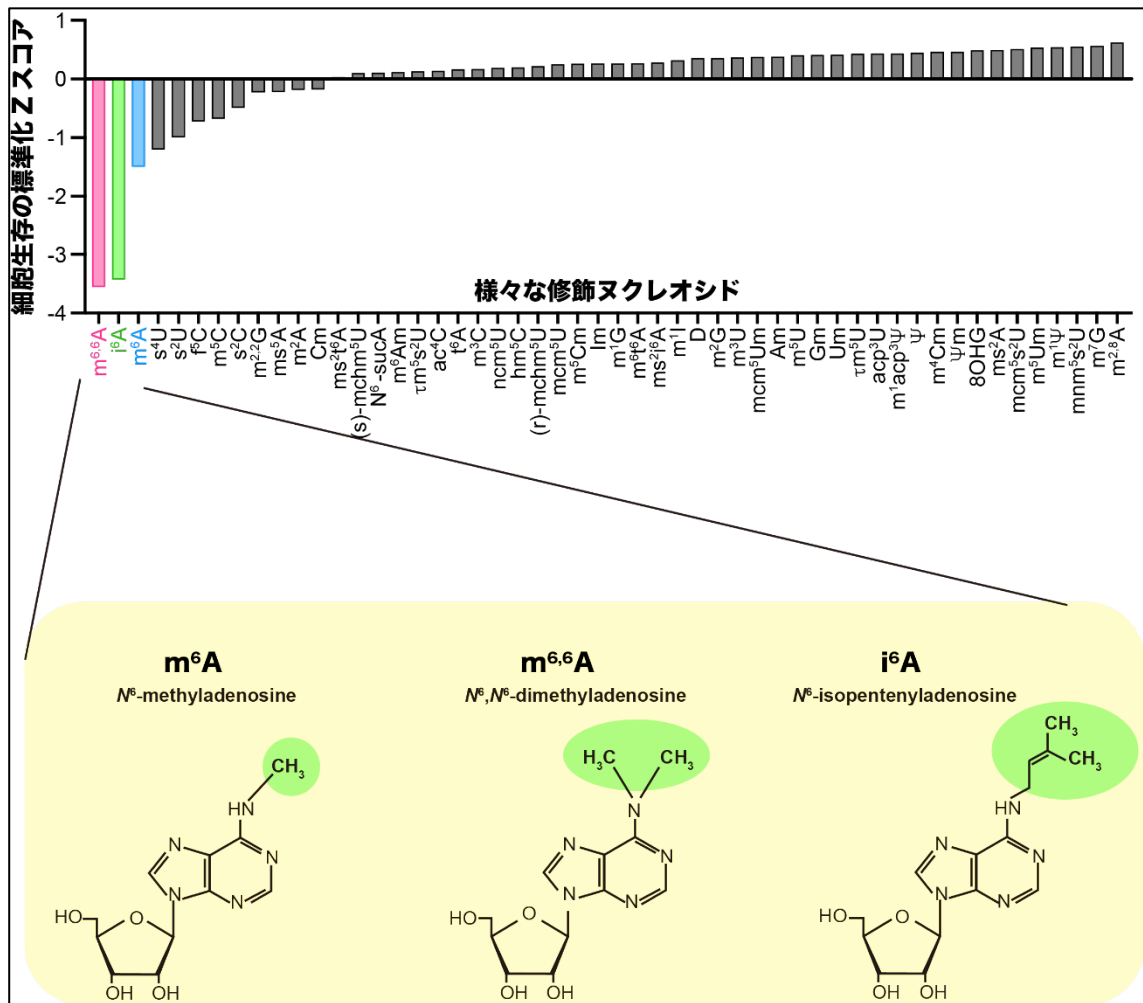 細胞生存の標準化 Z スコア
1
0
-1
-2
-3
-4
様々な修飾ヌクレオシド
m⁶,⁶A
i⁶A
m⁶A
s⁴U
s²U
f⁵C
m⁵C
s²C
m²,²G
ms⁵A
m²A
Cm
ms²t⁶A
(s)-mchm⁵U
N⁶-sucA
m⁶Am
τm⁵s²U
ac⁴C
t⁶A
m³C
ncm⁵U
hm⁵C
(r)-mchm⁵U
mcm⁵U
m⁵Cm
Im
m¹G
m⁶t⁶A
ms²i⁶A
m¹I
D
m²G
m³U
mcm⁵Um
Am
m⁵U
Gm
Um
τm⁵U
acp³U
m¹acp³Ψ
Ψ
m⁴Cm
Ψm
8OHG
ms²A
mcm⁵s²U
m⁵Um
m¹Ψ
mnm⁵s²U
m⁷G
m²,⁸A
m⁶A
N⁶-methyladenosine
CH₃
HN
N
N
N
N
HO
O
OH
OH
m⁶,⁶A
N⁶,N⁶-dimethyladenosine
H₃C
CH₃
N
N
N
N
N
HO
O
OH
OH
i⁶A
N⁶-isopentenyladenosine
CH₃
CH₃
HN
N
N
N
N
HO
O
OH
OH